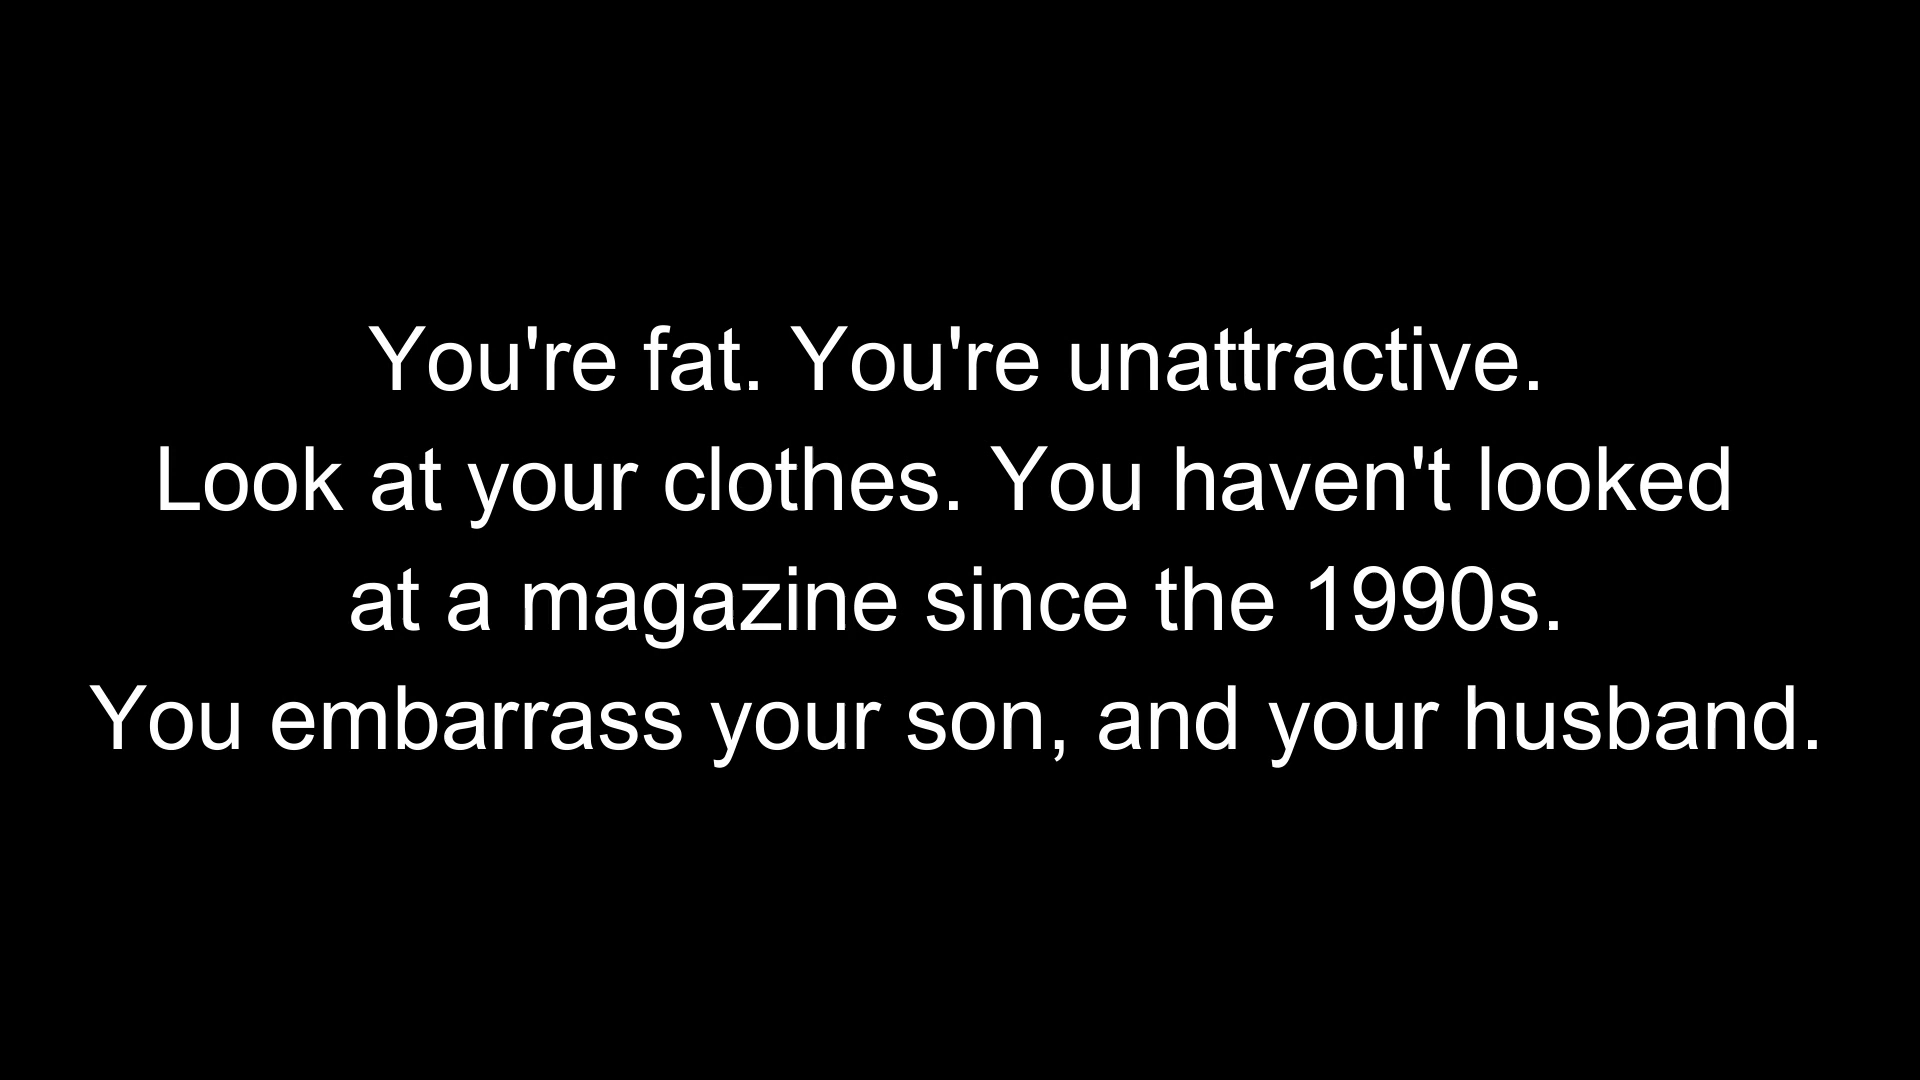 You're fat. You're unattractive.
Look at your clothes. You haven't looked
at a magazine since the 1990s.
You embarrass your son, and your husband.